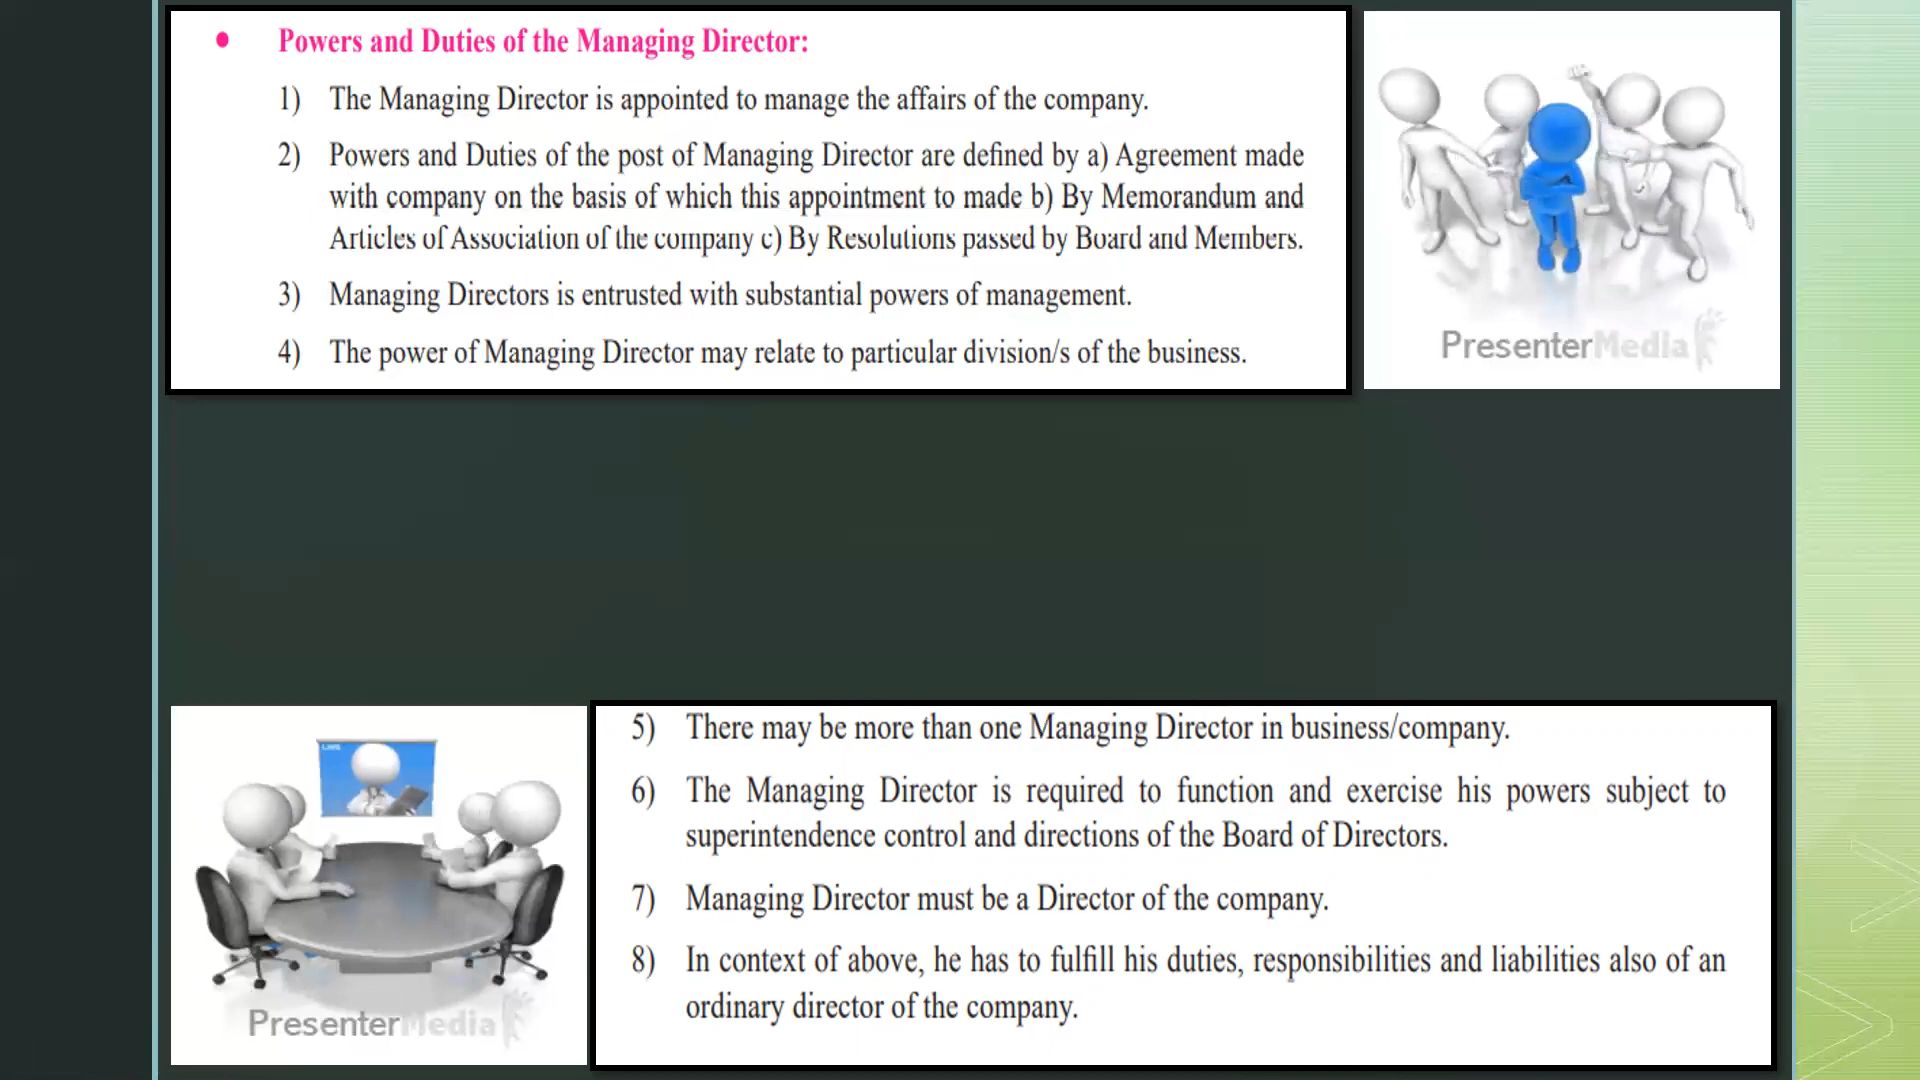 • Powers and Duties of the Managing Director:
1) The Managing Director is appointed to manage the affairs of the company.
2) Powers and Duties of the post of Managing Director are defined by a) Agreement made
with company on the basis of which this appointment to made b) By Memorandum and
Articles of Association of the company c) By Resolutions passed by Board and Members.
3) Managing Directors is entrusted with substantial powers of management.
4) The power of Managing Director may relate to particular division/s of the business.
PresenterMedia
5) There may be more than one Managing Director in business/company.
6) The Managing Director is required to function and exercise his powers subject to
superintendence control and directions of the Board of Directors.
7) Managing Director must be a Director of the company.
8) In context of above, he has to fulfill his duties, responsibilities and liabilities also of an
ordinary director of the company.
PresenterMedia